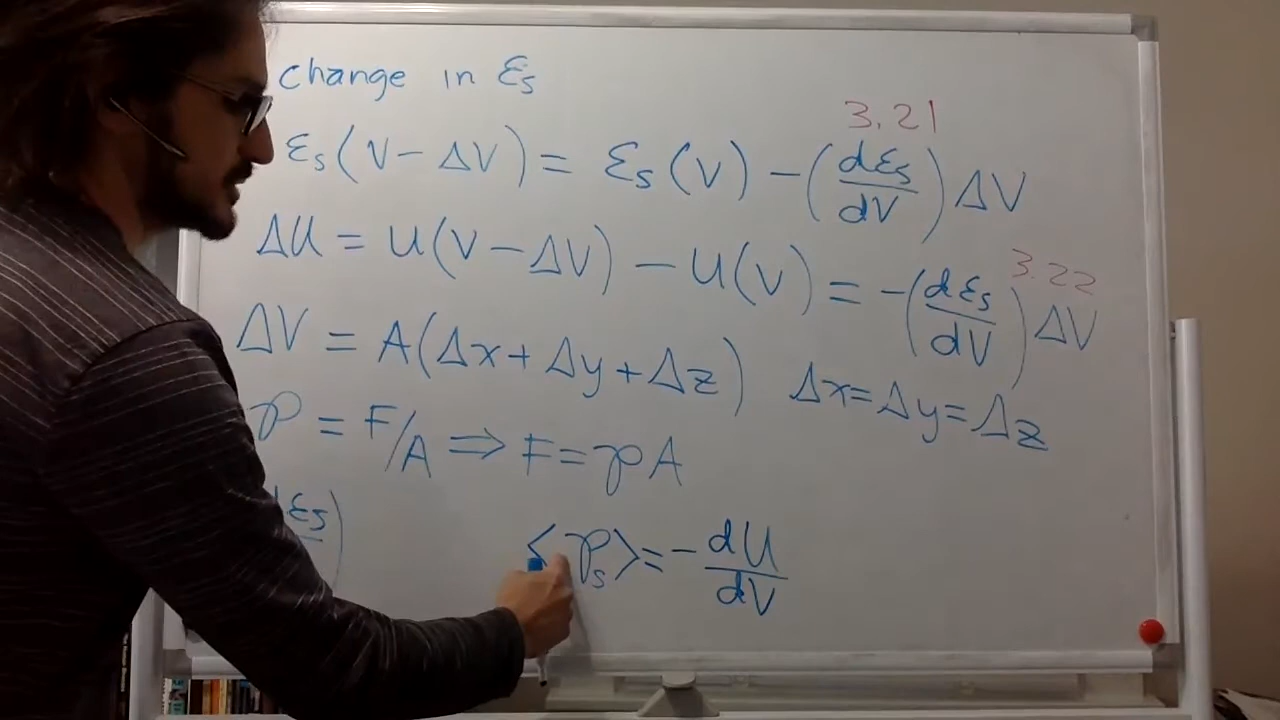 change in εₛ
3.21
εₛ(V − ΔV) = εₛ(V) − (dεₛ/dV) ΔV
ΔU = U(V − ΔV) − U(V) = −(dεₛ/dV) ΔV
3.22
ΔV = A(Δx + Δy + Δz) Δx = Δy = Δz
p = F/A ⇒ F = pA
εₛ)
<pₛ> = − dU/dV